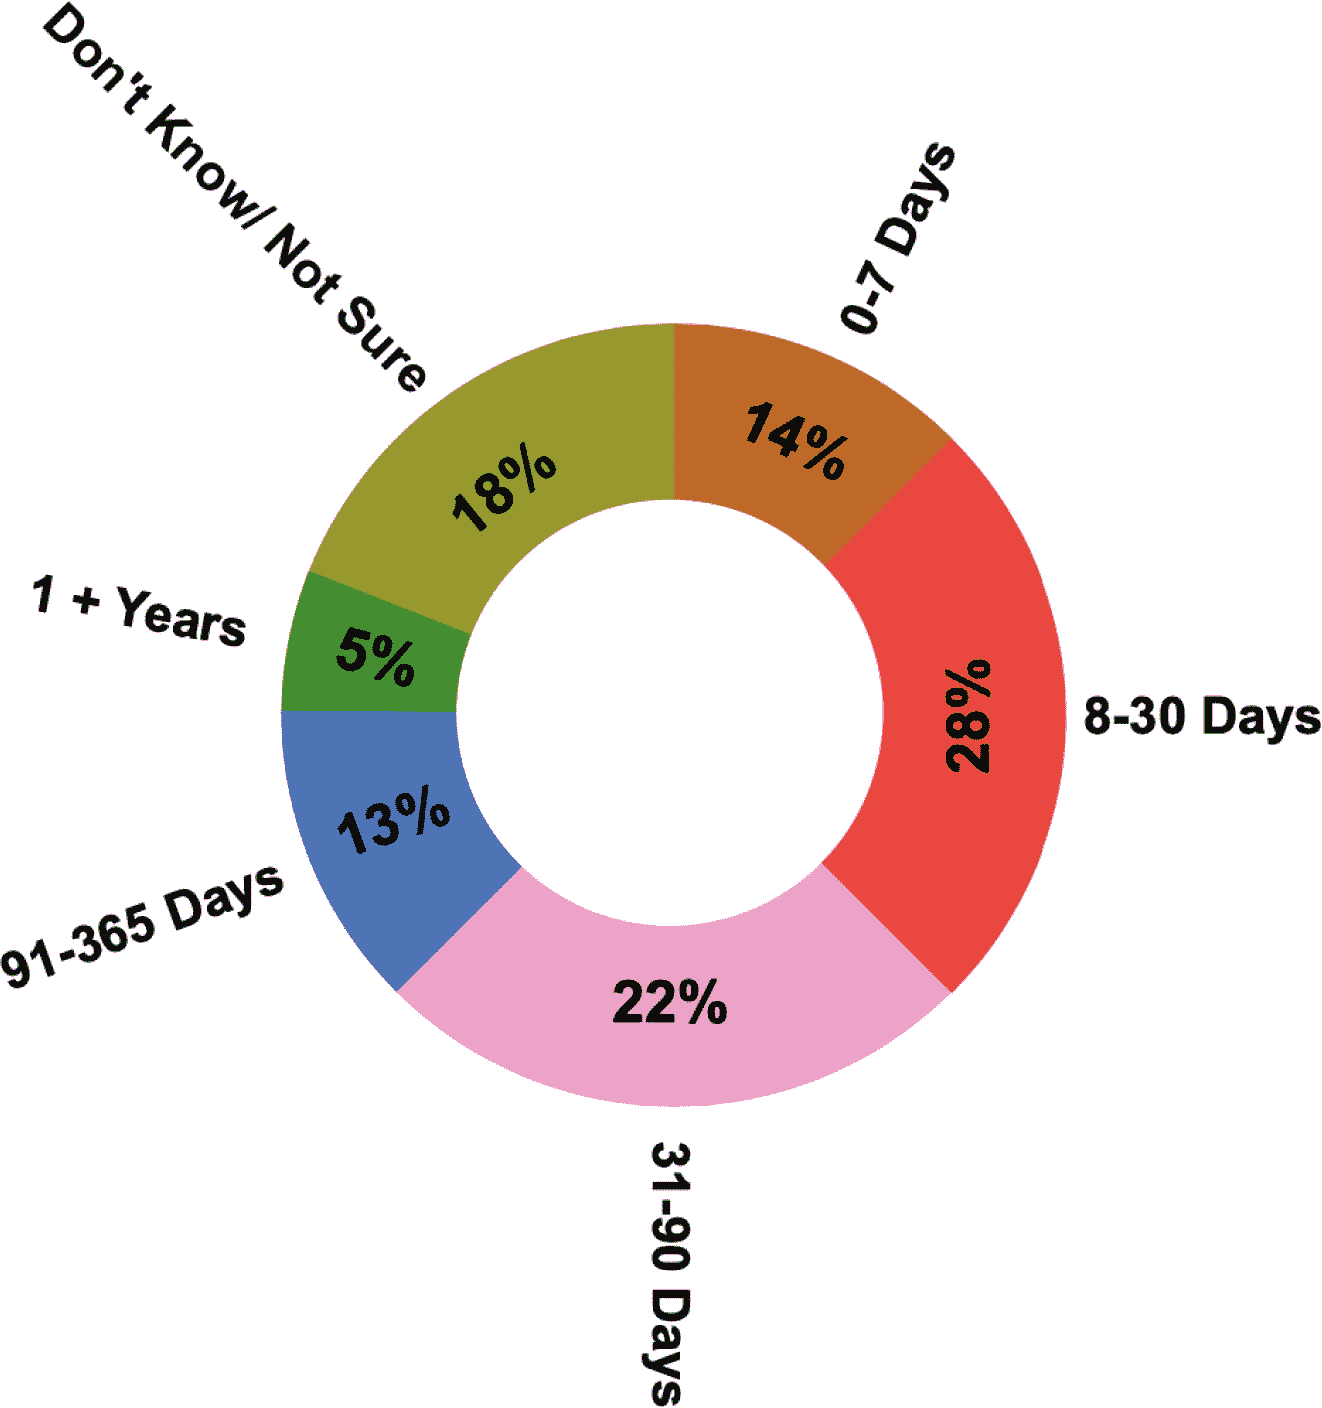 Don't Know/ Not Sure
18%
0-7 Days
14%
8-30 Days
28%
31-90 Days
22%
91-365 Days
13%
1 + Years
5%